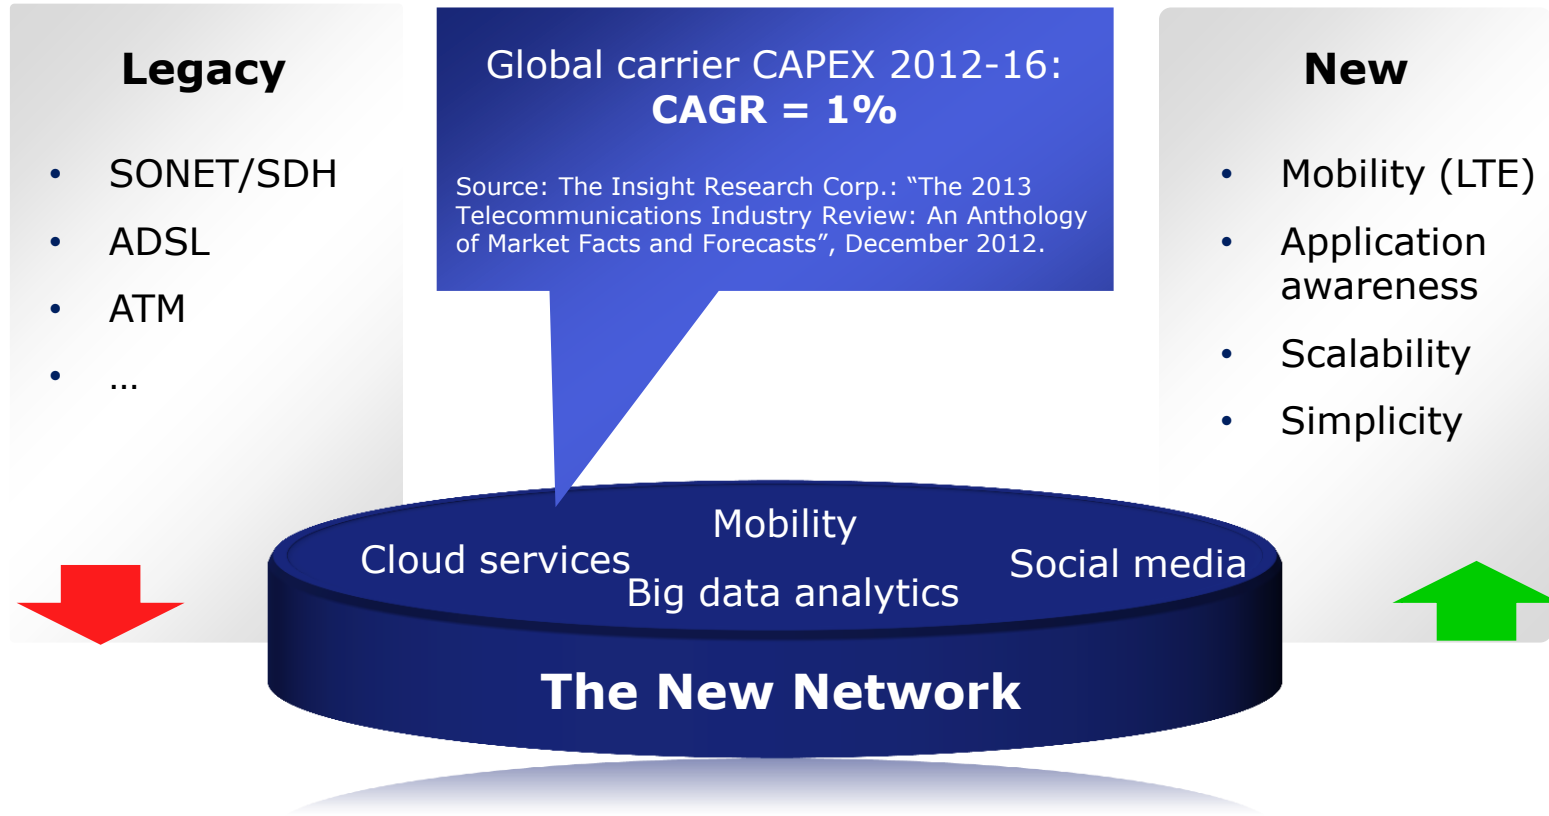 Legacy
• SONET/SDH
• ADSL
• ATM
• …
Global carrier CAPEX 2012-16:
CAGR = 1%
Source: The Insight Research Corp.: “The 2013
Telecommunications Industry Review: An Anthology
of Market Facts and Forecasts”, December 2012.
New
• Mobility (LTE)
• Application
awareness
• Scalability
• Simplicity
Mobility
Cloud services
Social media
Big data analytics
The New Network